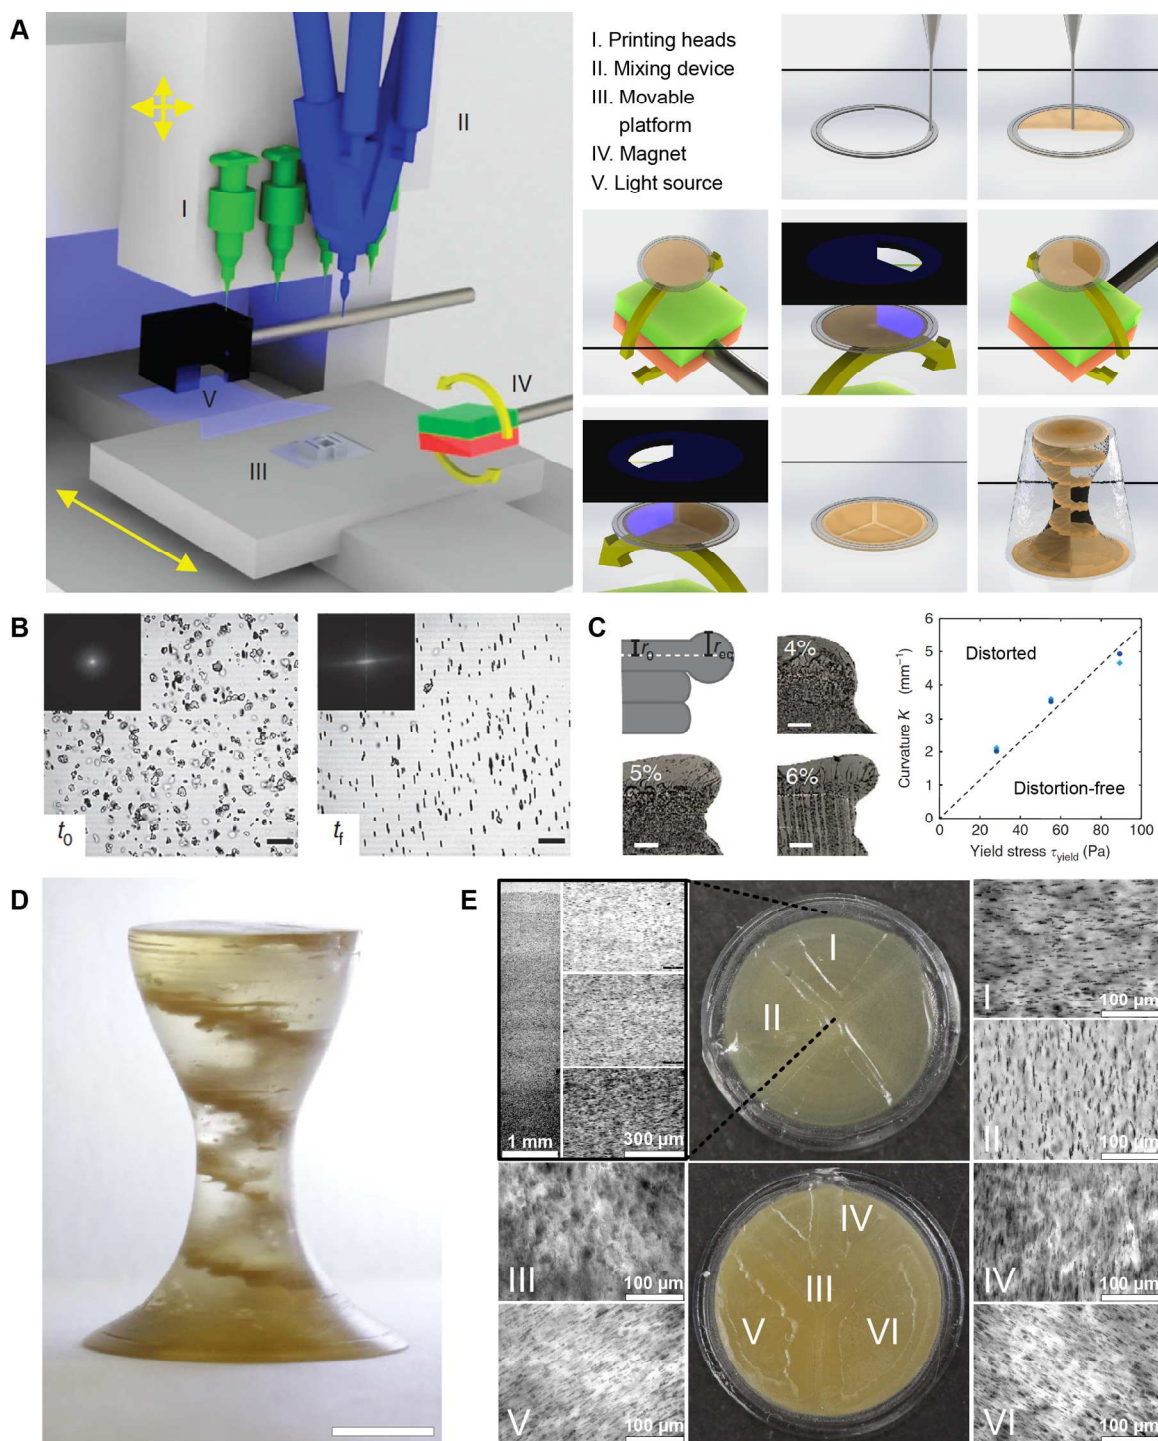 A
I
II
III
IV
V
I. Printing heads
II. Mixing device
III. Movable
platform
IV. Magnet
V. Light source
B
t0
tf
C
r0
req
4%
5%
6%
Curvature K (mm⁻¹)
6
5
4
3
2
1
0
Distorted
Distortion-free
0 20 40 60 80 100
Yield stress τyield (Pa)
D
E
1 mm
300 µm
I
II
I
100 µm
II
100 µm
III
100 µm
IV
III
V
VI
IV
100 µm
V
100 µm
VI
100 µm